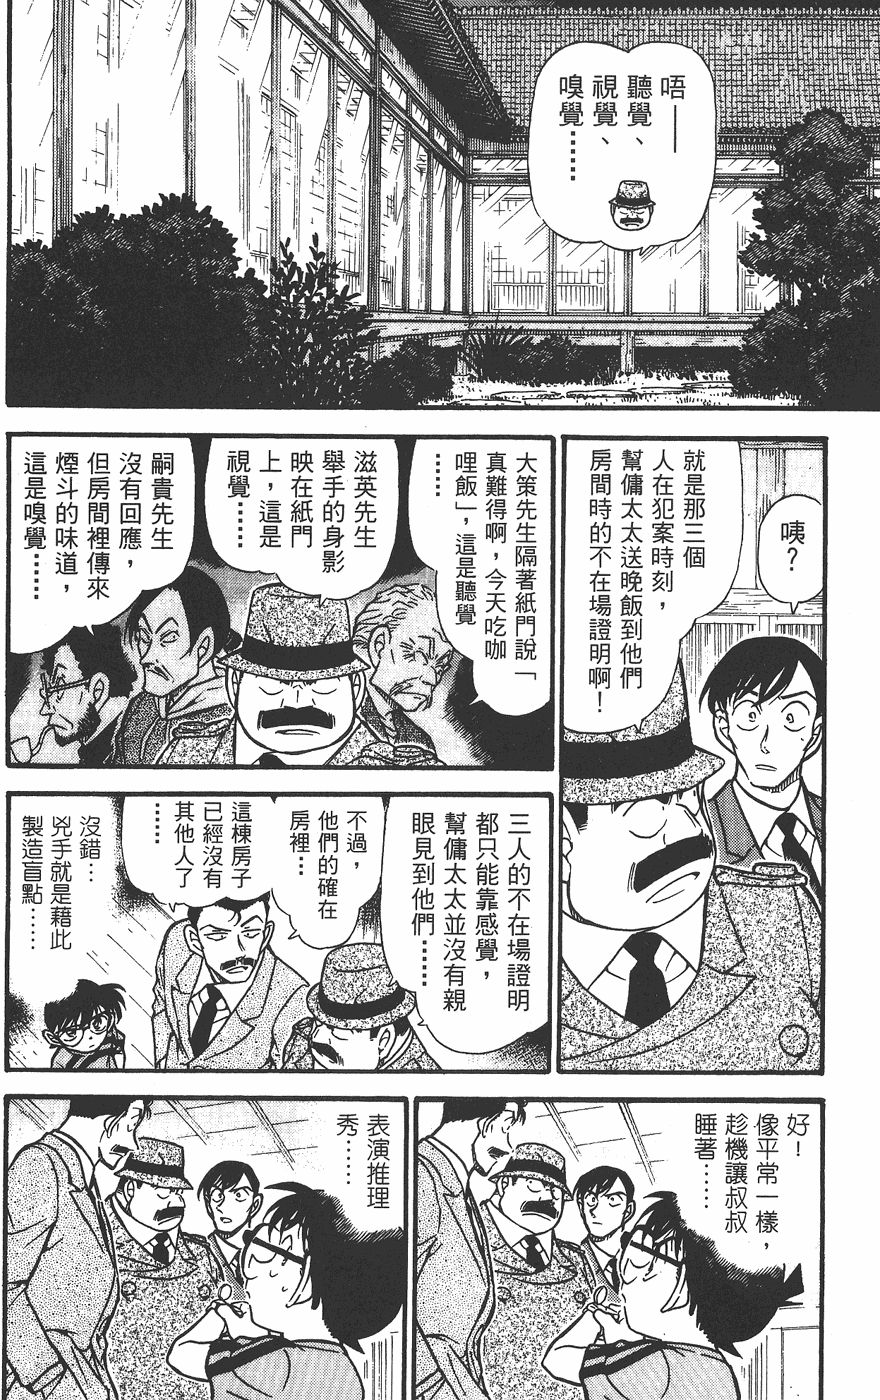 唔——
聽覺、
視覺、
嗅覺……
咦？
就是那三個
人在犯案時刻，
幫傭太太送晚飯到他們
房間時的不在場證明啊！
大策先生隔著紙門說「
真難得啊，今天吃咖
哩飯」，這是聽覺
……
滋英先生
舉手的身影
映在紙門
上，這是
視覺……
嗣貴先生
沒有回應，
但房間裡傳來
煙斗的味道，
這是嗅覺……
三人的不在場證明
都只能靠感覺，
幫傭太太並沒有親
眼見到他們……
不過，
他們的確在
房裡…
這棟房子
已經沒有
其他人了
……
沒錯…
兇手就是藉此
製造盲點……
好！
像平常一樣，
趁機讓叔叔
睡著……
表演推理
秀……